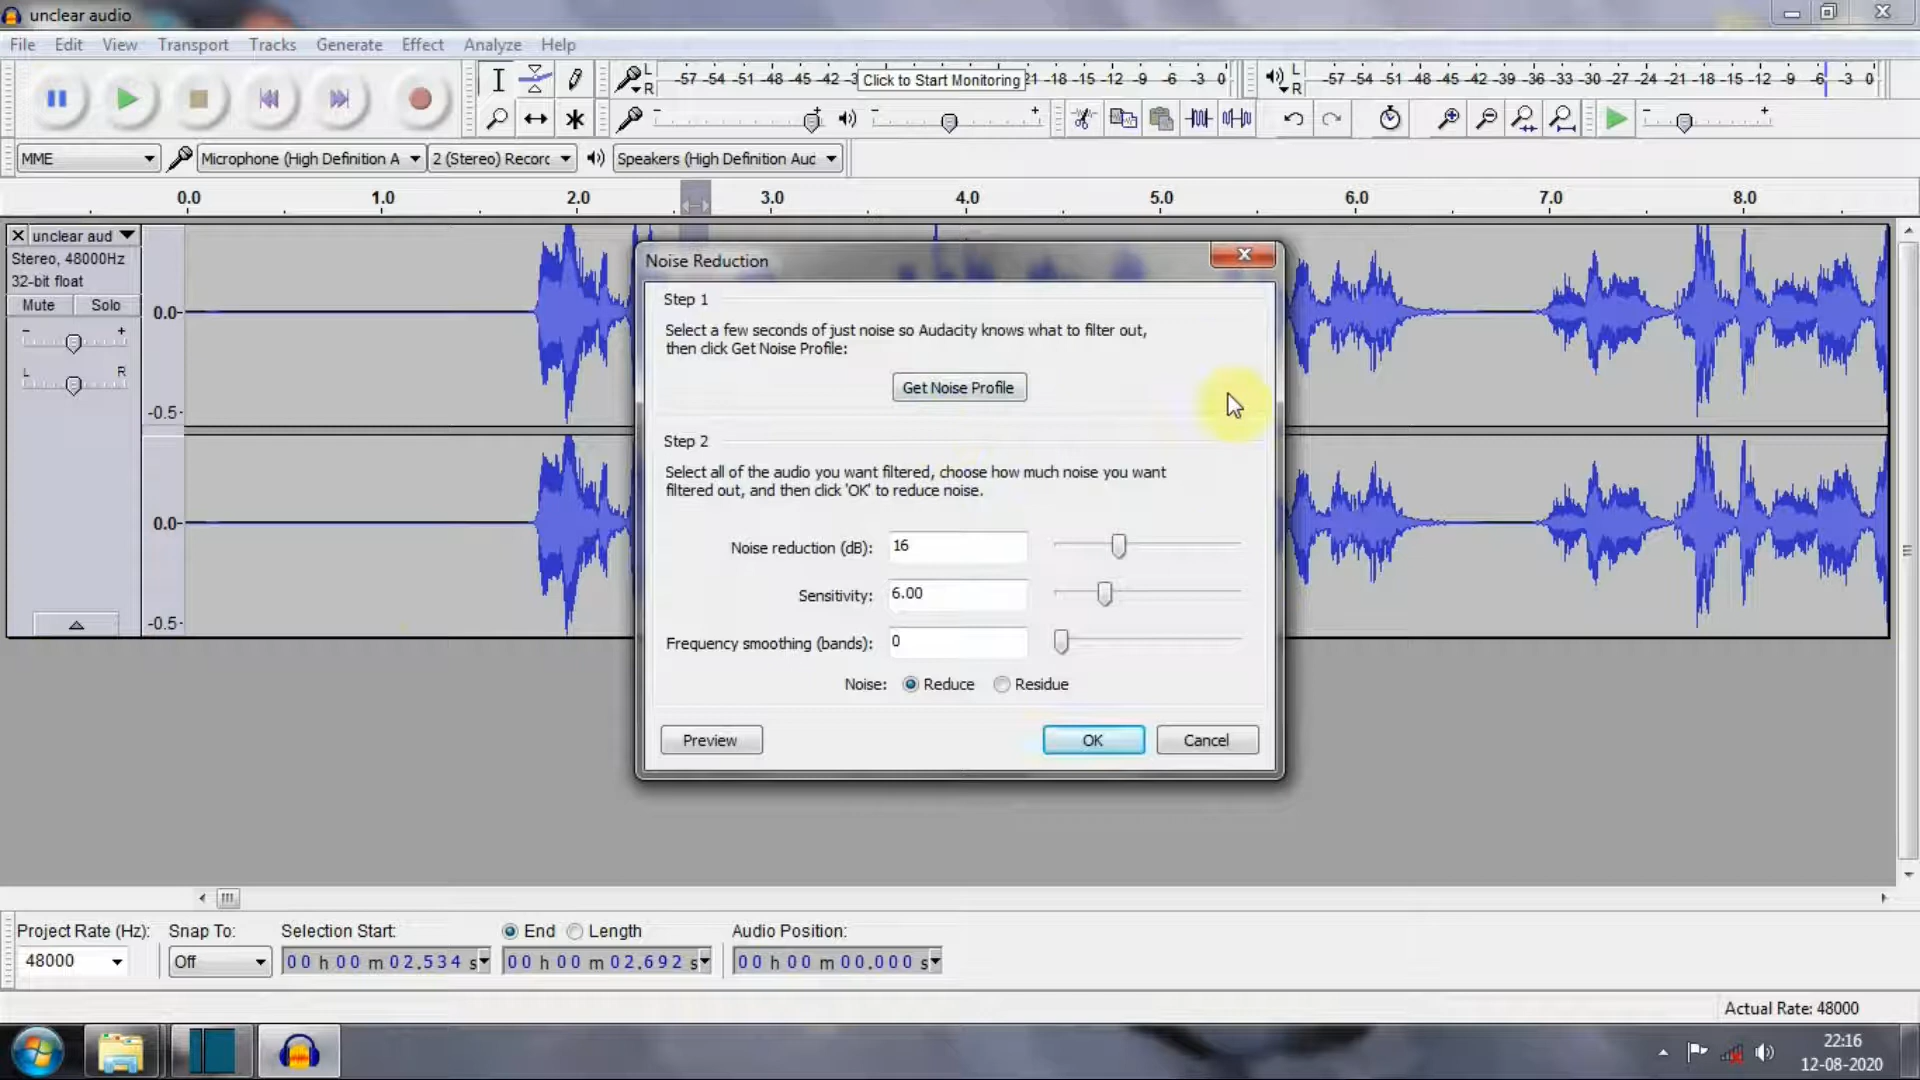 unclear audio
File Edit View Transport Tracks Generate Effect Analyze Help
L
R
-57 -54 -51 -48 -45 -42 -3 Click to Start Monitoring 21 -18 -15 -12 -9 -6 -3 0
L
R
-57 -54 -51 -48 -45 -42 -39 -36 -33 -30 -27 -24 -21 -18 -15 -12 -9 -6 -3 0
MME Microphone (High Definition A 2 (Stereo) Recorc Speakers (High Definition Auc
0.0 1.0 2.0 3.0 4.0 5.0 6.0 7.0 8.0
unclear aud
Stereo, 48000Hz
32-bit float
Mute Solo
- +
L R
0.0-
-0.5-
0.0-
-0.5-
Noise Reduction
Step 1
Select a few seconds of just noise so Audacity knows what to filter out,
then click Get Noise Profile:
Get Noise Profile
Step 2
Select all of the audio you want filtered, choose how much noise you want
filtered out, and then click 'OK' to reduce noise.
Noise reduction (dB): 16
Sensitivity: 6.00
Frequency smoothing (bands): 0
Noise: Reduce Residue
Preview OK Cancel
Project Rate (Hz): Snap To: Selection Start: End Length Audio Position:
48000 Off 00 h 00 m 02.534 s 00 h 00 m 02.692 s 00 h 00 m 00.000 s
Actual Rate: 48000
22:16
12-08-2020